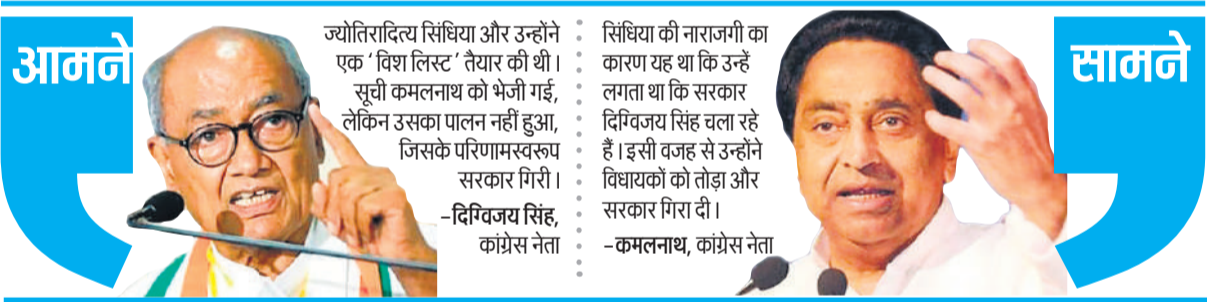 आमने
ज्योतिरादित्य सिंधिया और उन्होंने
एक ' विश लिस्ट ' तैयार की थी।
सूची कमलनाथ को भेजी गई,
लेकिन उसका पालन नहीं हुआ,
जिसके परिणामस्वरूप
सरकार गिरी।
–दिग्विजय सिंह,
कांग्रेस नेता
सिंधिया की नाराजगी का
कारण यह था कि उन्हें
लगता था कि सरकार
दिग्विजय सिंह चला रहे
हैं। इसी वजह से उन्होंने
विधायकों को तोड़ा और
सरकार गिरा दी।
–कमलनाथ, कांग्रेस नेता
सामने